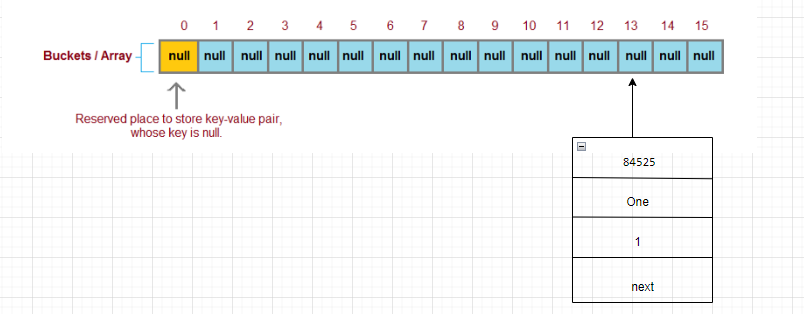 0 1 2 3 4 5 6 7 8 9 10 11 12 13 14 15
Buckets / Array null null null null null null null null null null null null null null null null
Reserved place to store key-value pair,
whose key is null.
84525
One
1
next